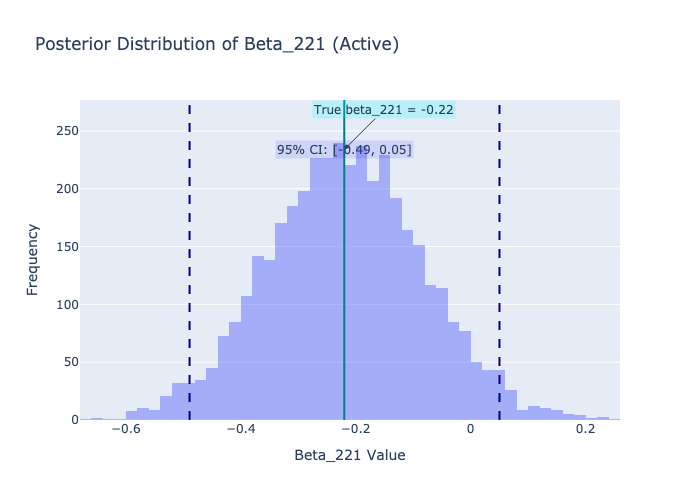 Posterior Distribution of Beta_221 (Active)
True beta_221 = -0.22
95% CI: [-0.49, 0.05]
Frequency
250
200
150
100
50
0
−0.6
−0.4
−0.2
0
0.2
Beta_221 Value